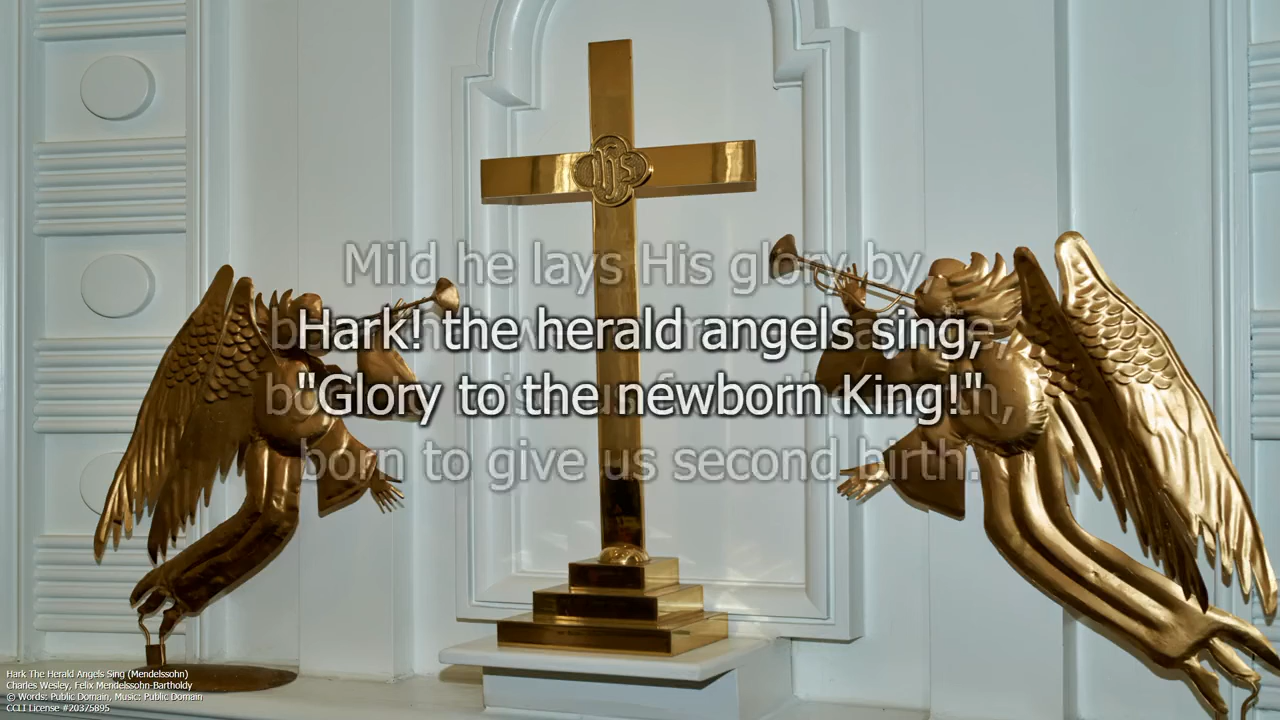 ihs
Mild he lays His glory by,
Hark! the herald angels sing,
"Glory to the newborn King!"
born to give us second birth.
Hark The Herald Angels Sing (Mendelssohn)
Charles Wesley, Felix Mendelssohn-Bartholdy
© Words: Public Domain, Music: Public Domain
CCLI License #20375895